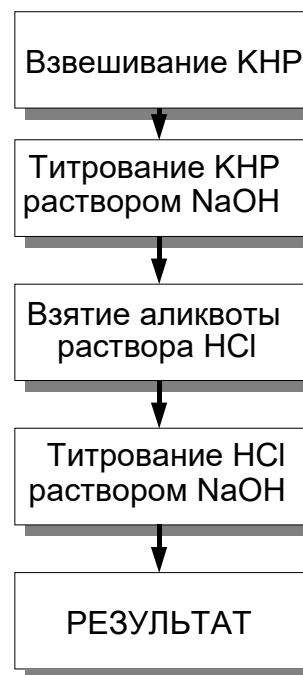 Взвешивание KHP
Титрование KHP
раствором NaOH
Взятие аликвоты
раствора HCl
Титрование HCl
раствором NaOH
РЕЗУЛЬТАТ